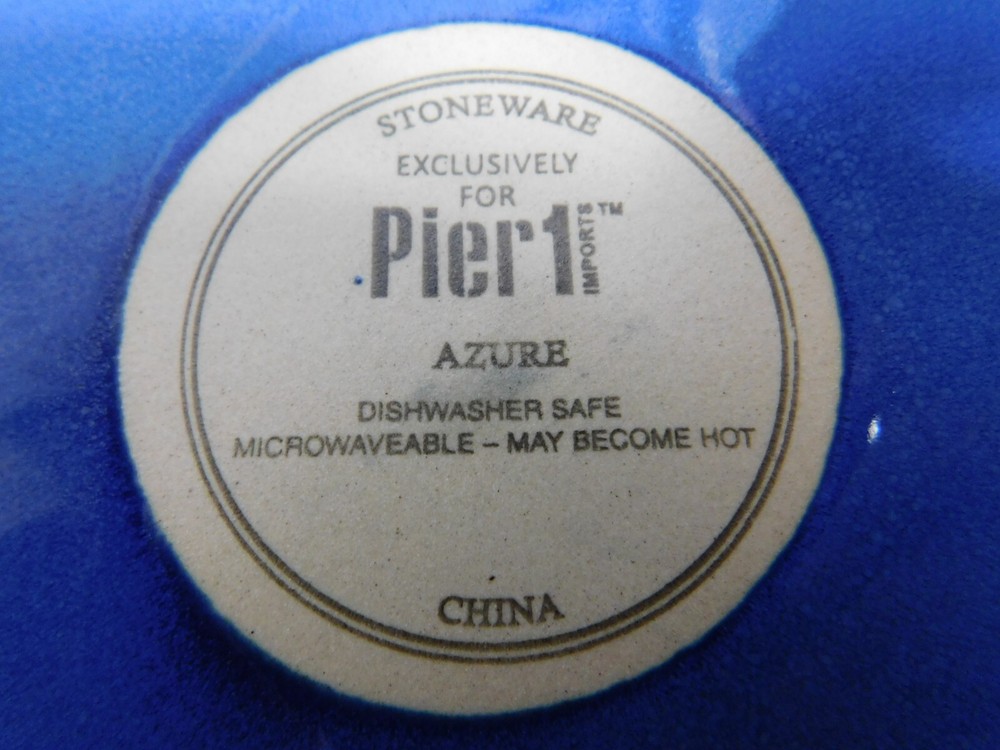 STONEWARE
EXCLUSIVELY
FOR
Pier1 IMPORTS™
AZURE
DISHWASHER SAFE
MICROWAVEABLE – MAY BECOME HOT
CHINA